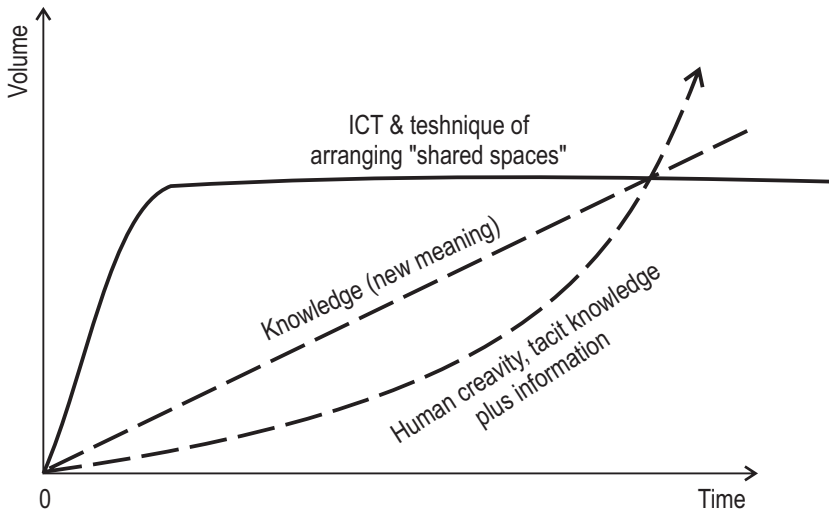 Volume
ICT & teshnique of
arranging "shared spaces"
Knowledge (new meaning)
Human creavity, tacit knowledge
plus information
0
Time